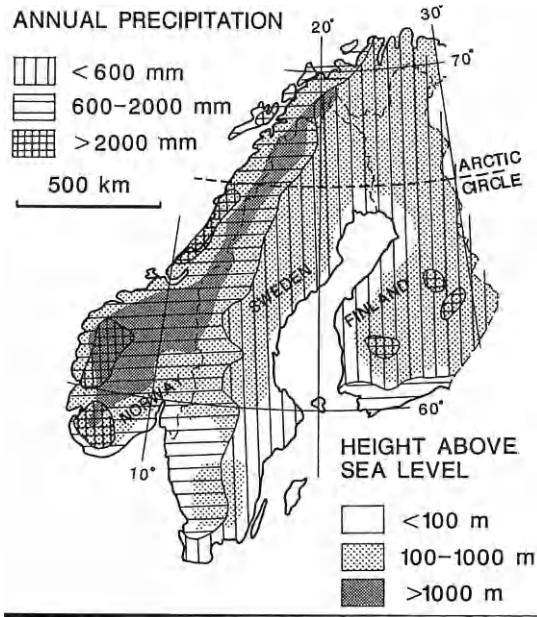 ANNUAL PRECIPITATION
<600 mm
600-2000 mm
>2000 mm
500 km
20°
30°
70°
ARCTIC
CIRCLE
SWEDEN
FINLAND
NORWAY
10°
60°
HEIGHT ABOVE
SEA LEVEL
<100 m
100-1000 m
>1000 m